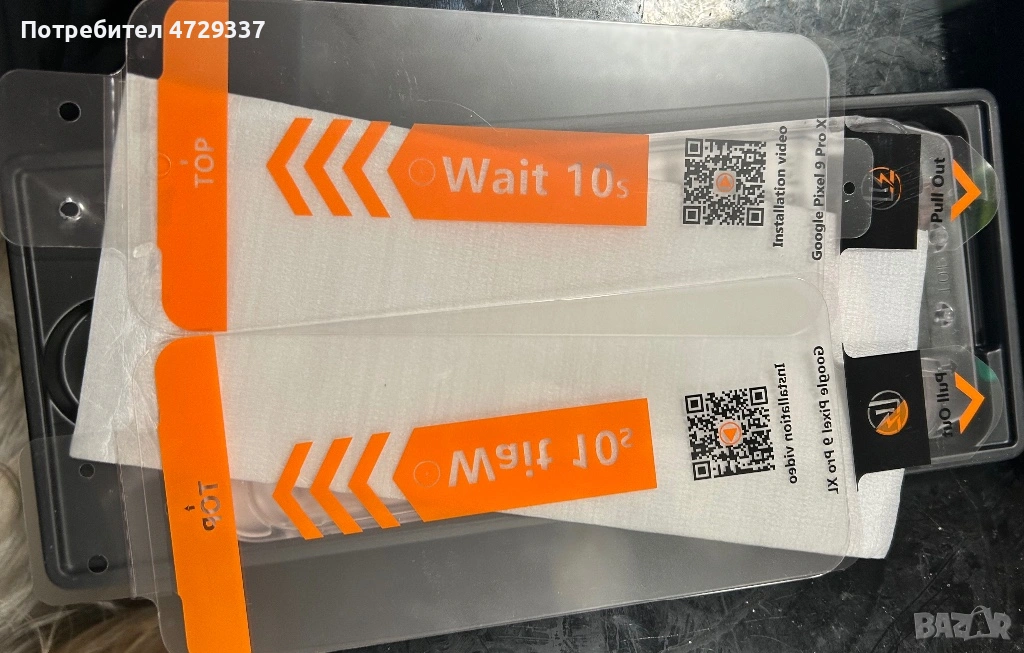 Потребител 4729337
TOP
Wait 10s
Installation video
Google Pixel 9 Pro X
Pull Out
TOP
Wait 10s
Installation video
Google Pixel 9 Pro XL
Pull Out
BAZAR